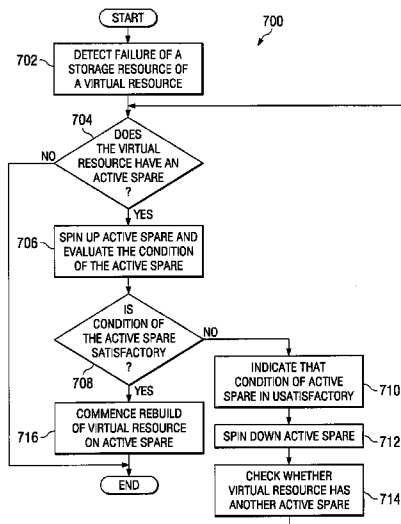 START
700
702
DETECT FAILURE OF A
STORAGE RESOURCE OF
A VIRTUAL RESOURCE
704
DOES
THE VIRTUAL
RESOURCE HAVE AN
ACTIVE SPARE
?
NO
YES
706
SPIN UP ACTIVE SPARE AND
EVALUATE THE CONDITION
OF THE ACTIVE SPARE
IS
CONDITION OF
THE ACTIVE SPARE
SATISFACTORY
?
708
NO
YES
716
COMMENCE REBUILD
OF VIRTUAL RESOURCE
ON ACTIVE SPARE
END
INDICATE THAT
CONDITION OF ACTIVE
SPARE IN USATISFACTORY
710
SPIN DOWN ACTIVE SPARE
712
CHECK WHETHER
VIRTUAL RESOURCE HAS
ANOTHER ACTIVE SPARE
714